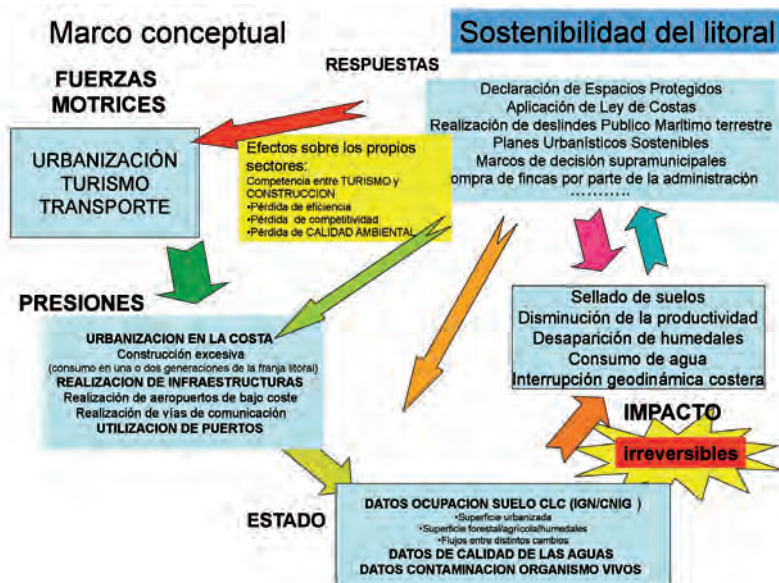 Marco conceptual
Sostenibilidad del litoral
FUERZAS
MOTRICES
URBANIZACIÓN
TURISMO
TRANSPORTE
RESPUESTAS
Declaración de Espacios Protegidos
Aplicación de Ley de Costas
Realización de deslindes Publico Marítimo terrestre
Planes Urbanísticos Sostenibles
Marcos de decisión supramunicipales
ompra de fincas por parte de la administración
..........
Efectos sobre los propios
sectores:
Competencia entre TURISMO y
CONSTRUCCION
•Pérdida de eficiencia
•Pérdida de competitividad
•Pérdida de CALIDAD AMBIENTAL
PRESIONES
URBANIZACION EN LA COSTA
Construcción excesiva
(consumo en una o dos generaciones de la franja litoral)
REALIZACION DE INFRAESTRUCTURAS
Realización de aeropuertos de bajo coste
Realización de vías de comunicación
UTILIZACION DE PUERTOS
Sellado de suelos
Disminución de la productividad
Desaparición de humedales
Consumo de agua
Interrupción geodinámica costera
IMPACTO
irreversibles
ESTADO
DATOS OCUPACION SUELO CLC (IGN/CNIG )
•Superficie urbanizada
•Superficie forestal/agrícola/humedales
•Flujos entre distintos cambios
DATOS DE CALIDAD DE LAS AGUAS
DATOS CONTAMINACION ORGANISMO VIVOS